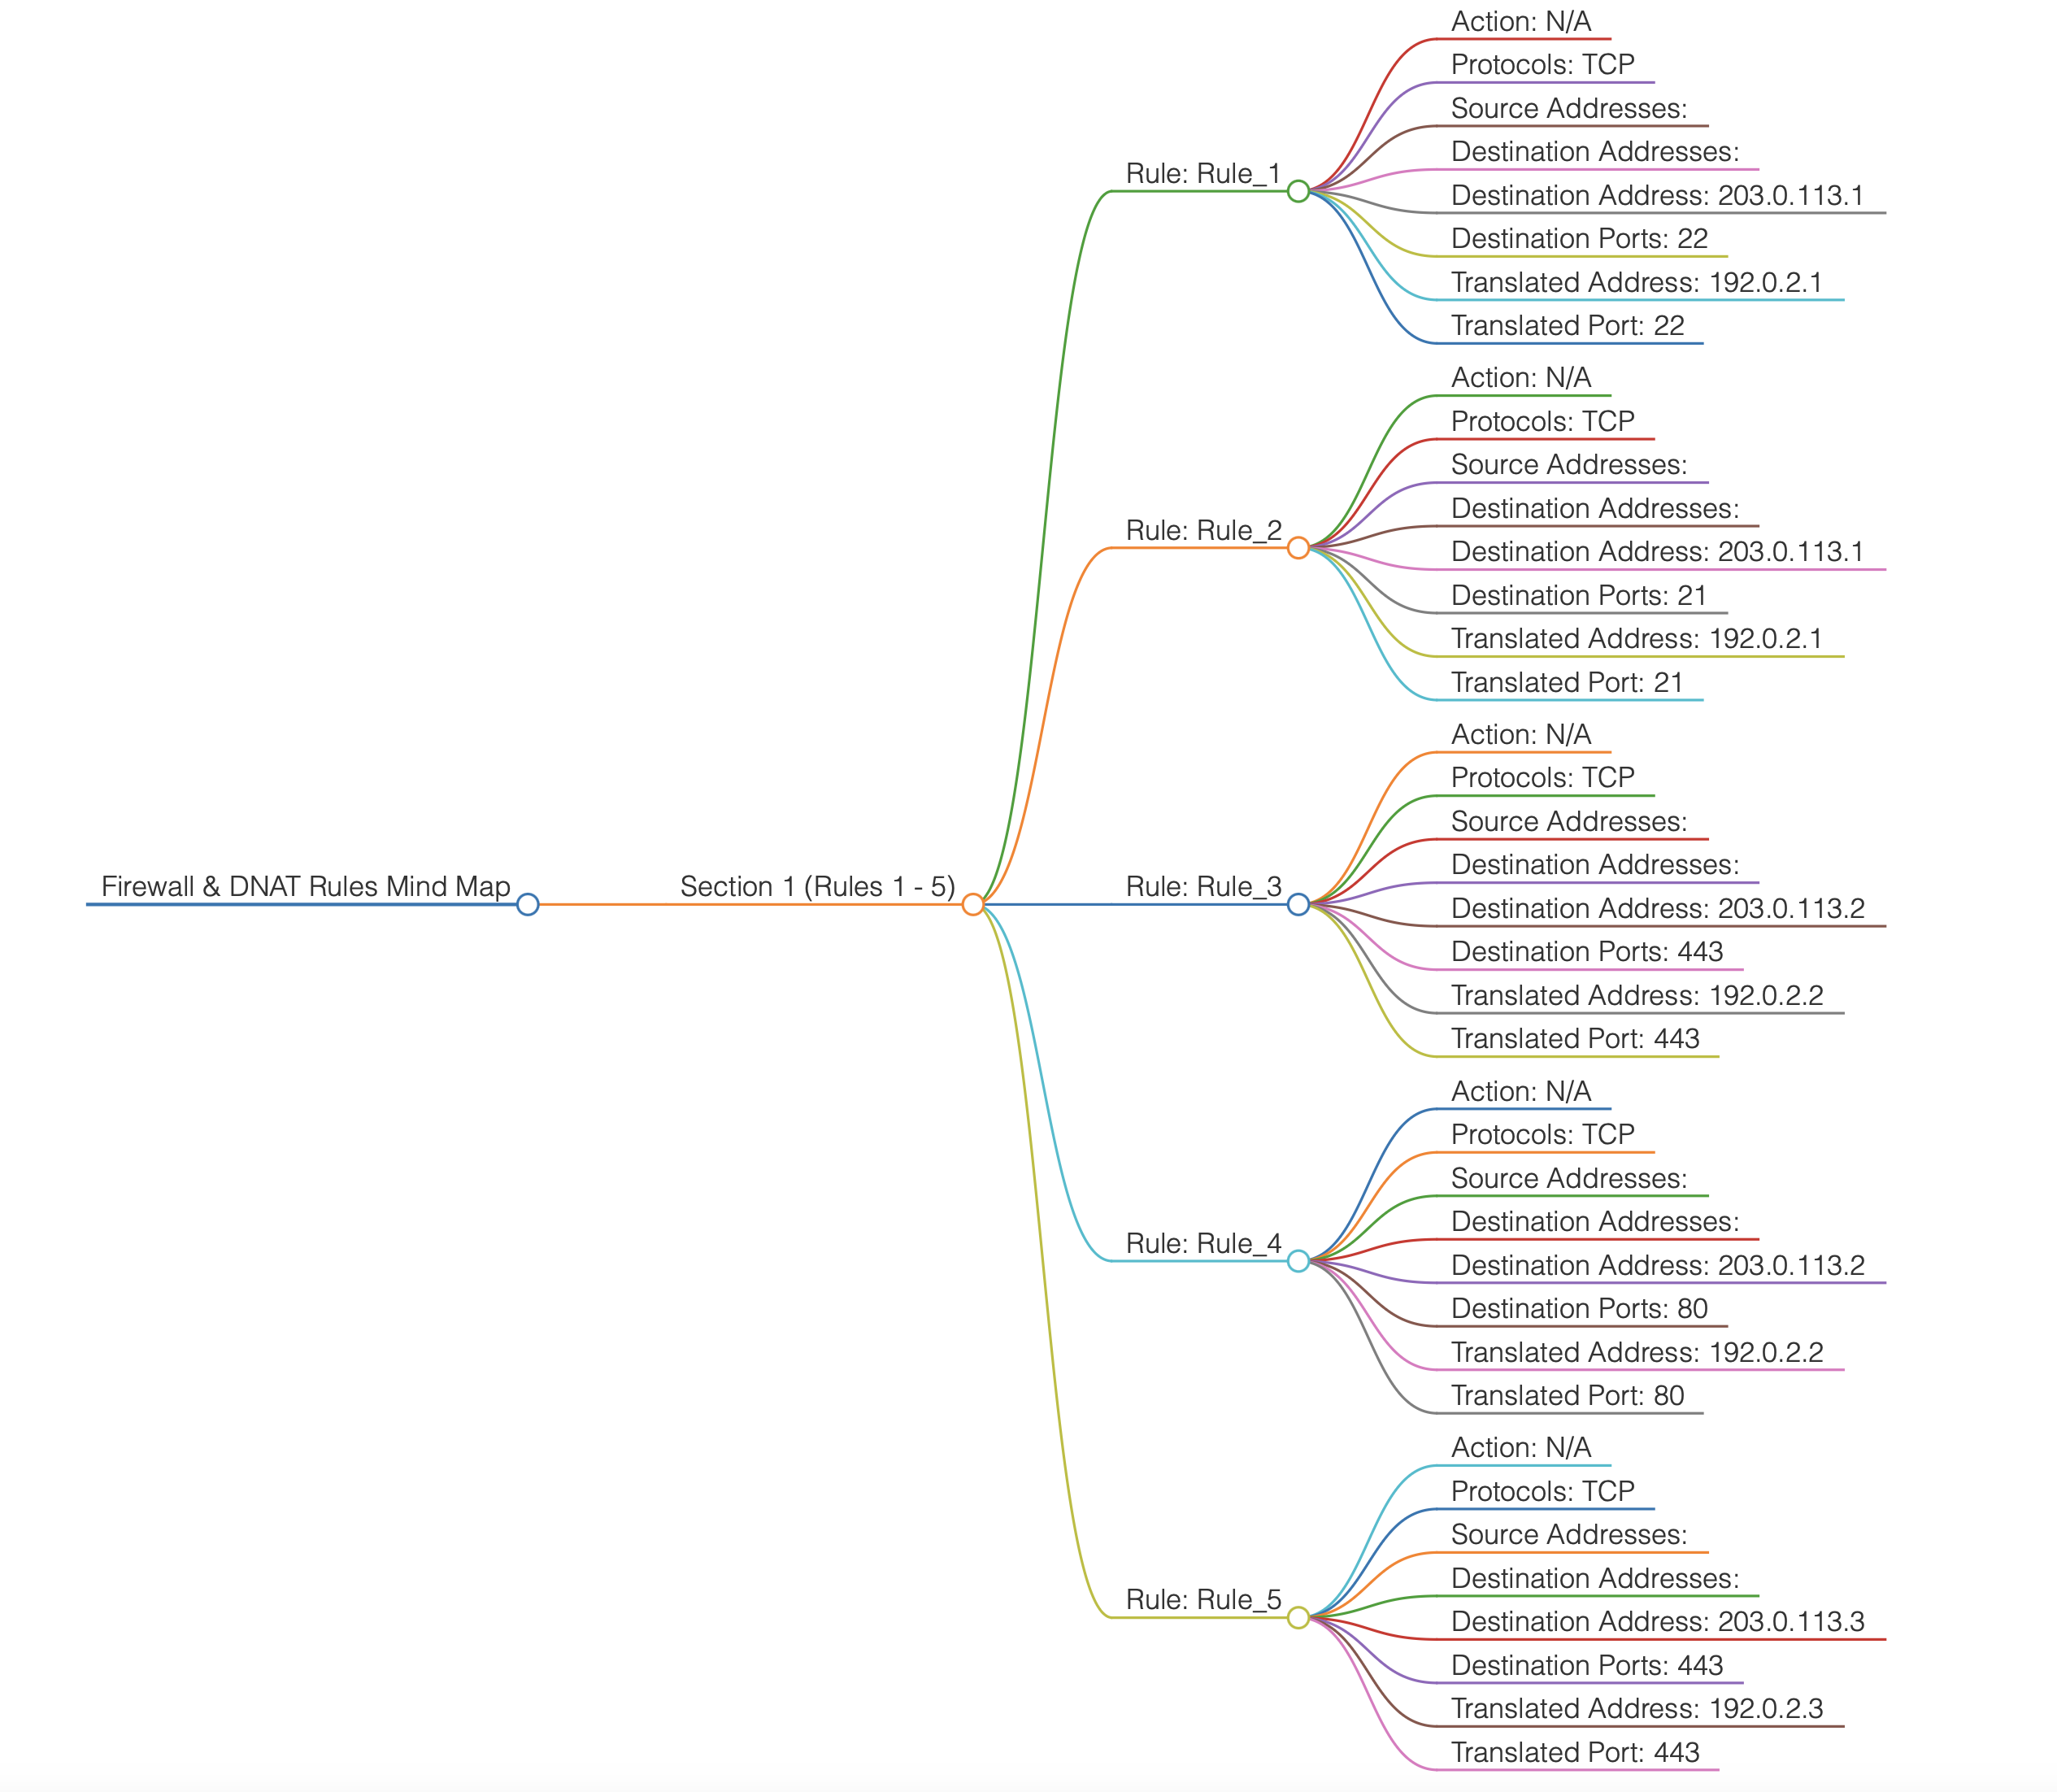 Firewall & DNAT Rules Mind Map
Section 1 (Rules 1 - 5)
Rule: Rule_1
Action: N/A
Protocols: TCP
Source Addresses:
Destination Addresses:
Destination Address: 203.0.113.1
Destination Ports: 22
Translated Address: 192.0.2.1
Translated Port: 22
Rule: Rule_2
Action: N/A
Protocols: TCP
Source Addresses:
Destination Addresses:
Destination Address: 203.0.113.1
Destination Ports: 21
Translated Address: 192.0.2.1
Translated Port: 21
Rule: Rule_3
Action: N/A
Protocols: TCP
Source Addresses:
Destination Addresses:
Destination Address: 203.0.113.2
Destination Ports: 443
Translated Address: 192.0.2.2
Translated Port: 443
Rule: Rule_4
Action: N/A
Protocols: TCP
Source Addresses:
Destination Addresses:
Destination Address: 203.0.113.2
Destination Ports: 80
Translated Address: 192.0.2.2
Translated Port: 80
Rule: Rule_5
Action: N/A
Protocols: TCP
Source Addresses:
Destination Addresses:
Destination Address: 203.0.113.3
Destination Ports: 443
Translated Address: 192.0.2.3
Translated Port: 443